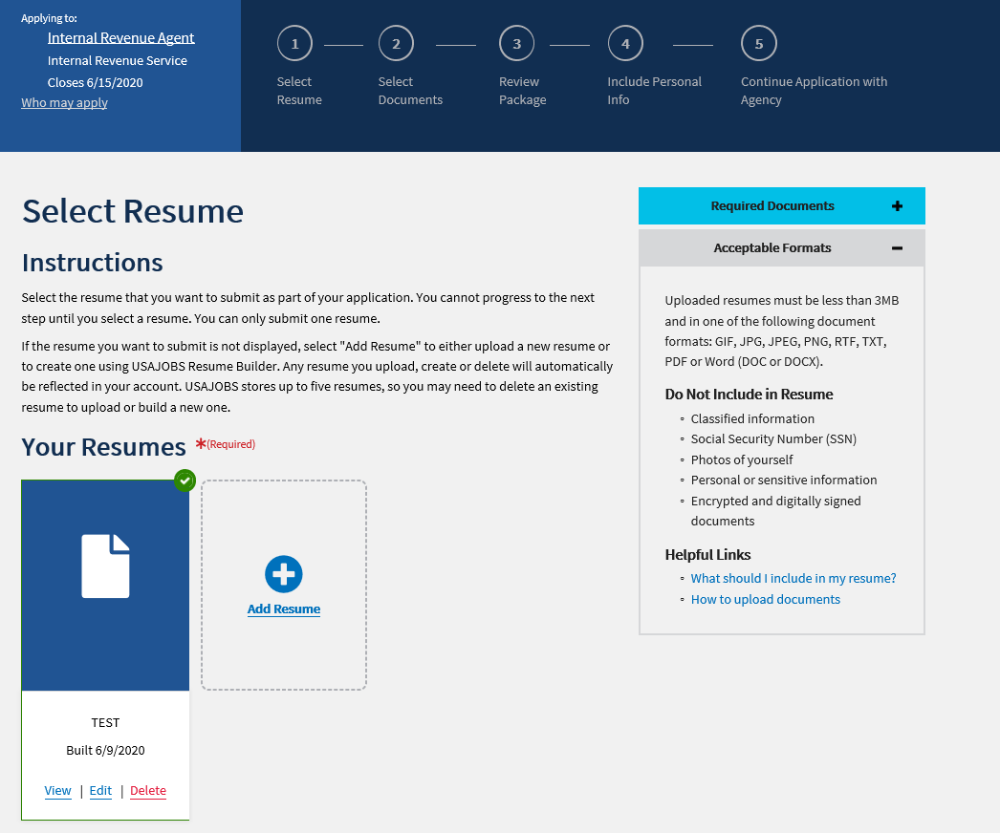 Applying to:
Internal Revenue Agent
Internal Revenue Service
Closes 6/15/2020
Who may apply
1
Select
Resume
2
Select
Documents
3
Review
Package
4
Include Personal
Info
5
Continue Application with
Agency
Select Resume
Instructions
Select the resume that you want to submit as part of your application. You cannot progress to the next
step until you select a resume. You can only submit one resume.
If the resume you want to submit is not displayed, select "Add Resume" to either upload a new resume or
to create one using USAJOBS Resume Builder. Any resume you upload, create or delete will automatically
be reflected in your account. USAJOBS stores up to five resumes, so you may need to delete an existing
resume to upload or build a new one.
Your Resumes *(Required)
Add Resume
TEST
Built 6/9/2020
View | Edit | Delete
Required Documents
Acceptable Formats
Uploaded resumes must be less than 3MB
and in one of the following document
formats: GIF, JPG, JPEG, PNG, RTF, TXT,
PDF or Word (DOC or DOCX).
Do Not Include in Resume
Classified information
Social Security Number (SSN)
Photos of yourself
Personal or sensitive information
Encrypted and digitally signed
documents
Helpful Links
What should I include in my resume?
How to upload documents